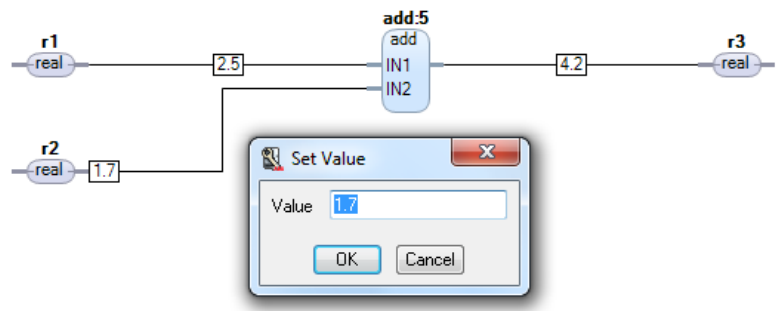 add:5
add
r1
real
2.5
IN1
4.2
r3
real
IN2
r2
real
1.7
Set Value
Value 1.7
OK Cancel